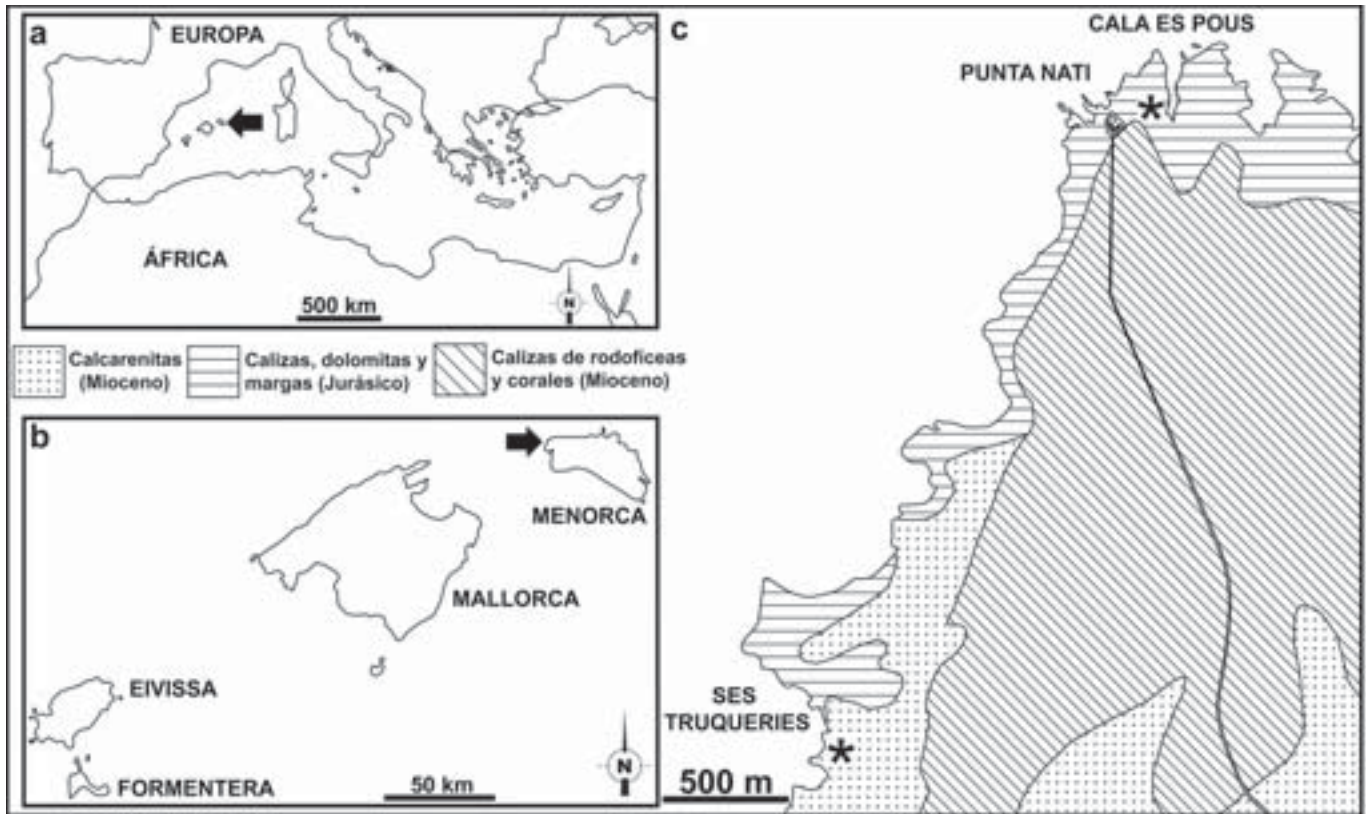 a
EUROPA
ÁFRICA
500 km
N
Calcarenitas
(Mioceno)
Calizas, dolomitas y
margas (Jurásico)
Calizas de rodofíceas
y corales (Mioceno)
b
MENORCA
MALLORCA
EIVISSA
FORMENTERA
50 km
N
c
CALA ES POUS
PUNTA NATI
*
SES
TRUQUERIES
*
500 m